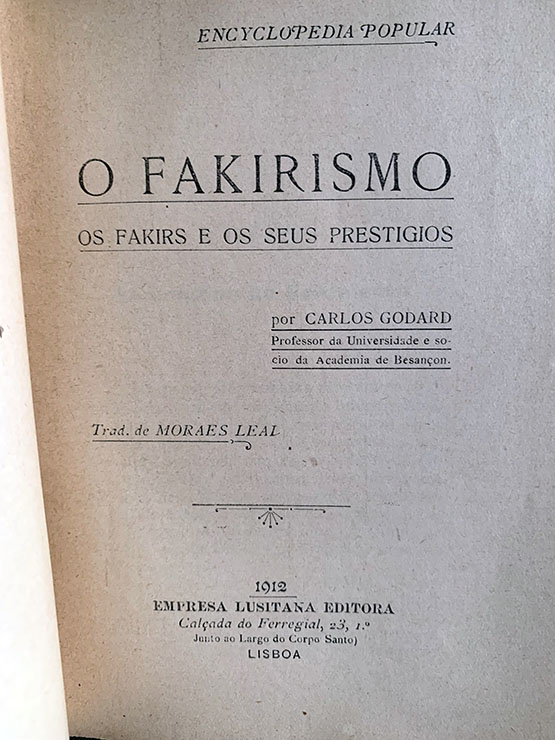 ENCYCLOPEDIA POPULAR
O FAKIRISMO
OS FAKIRS E OS SEUS PRESTIGIOS
por CARLOS GODARD
Professor da Universidade e so-
cio da Academia de Besançon.
Trad. de MORAES LEAL
1912
EMPRESA LUSITANA EDITORA
Calçada do Ferregial, 23, 1.º
Junto ao Largo do Corpo Santo)
LISBOA